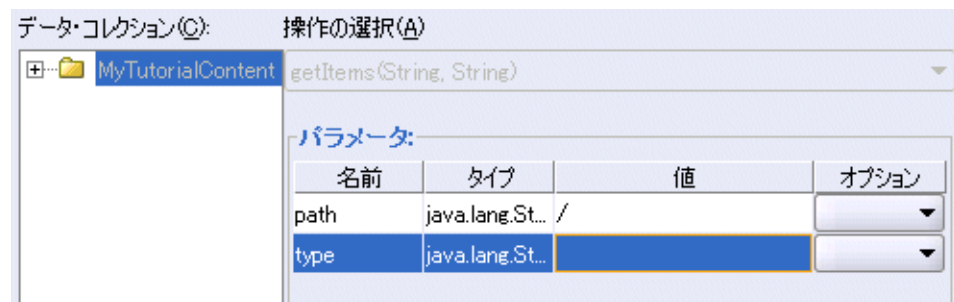 データ・コレクション(C): 操作の選択(A)
MyTutorialContent getItems(String, String)
パラメータ:
名前 タイプ 値 オプション
path java.lang.St... /
type java.lang.St...